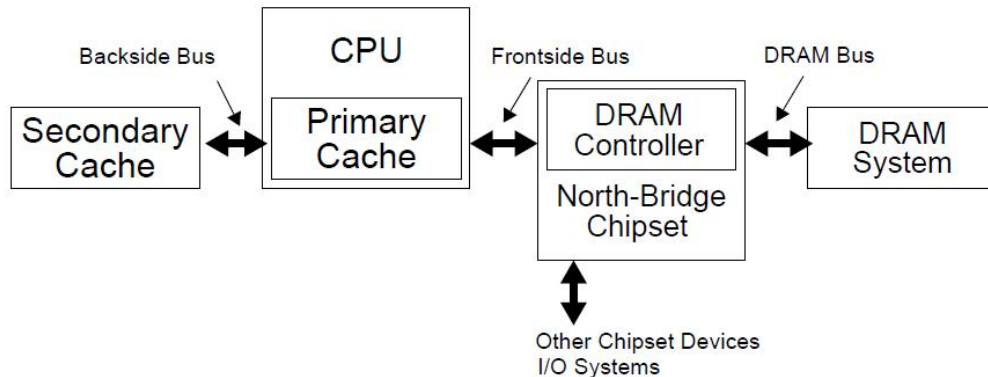 Backside Bus
CPU
Frontside Bus
DRAM Bus
Secondary
Cache
Primary
Cache
DRAM
Controller
North-Bridge
Chipset
DRAM
System
Other Chipset Devices
I/O Systems